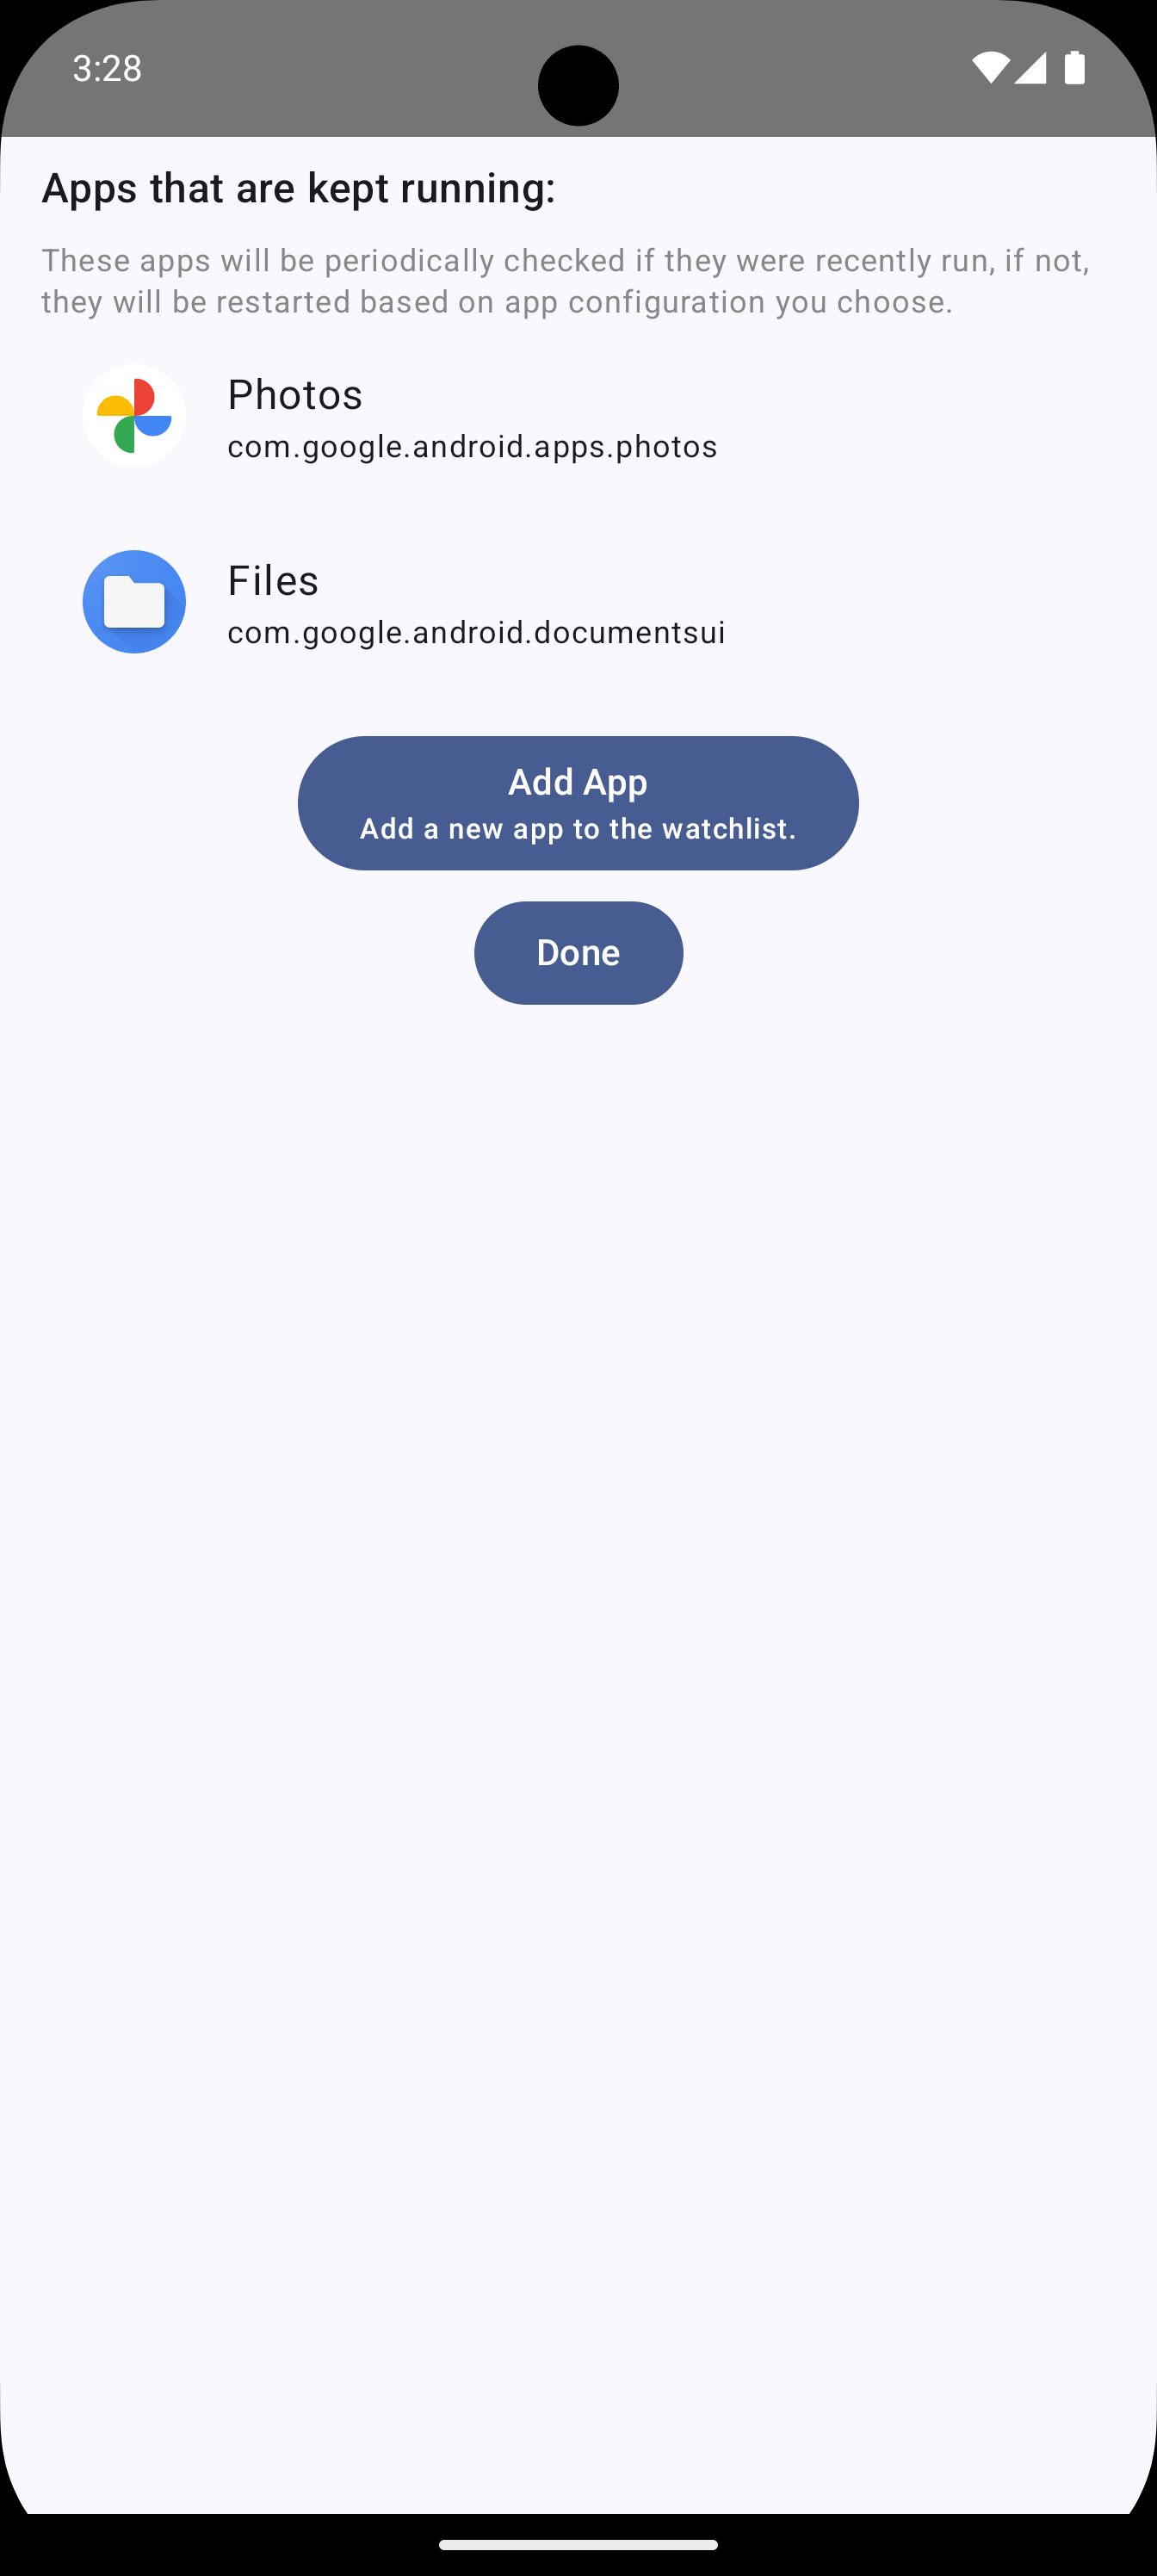 3:28
Apps that are kept running:
These apps will be periodically checked if they were recently run, if not,
they will be restarted based on app configuration you choose.
Photos
com.google.android.apps.photos
Files
com.google.android.documentsui
Add App
Add a new app to the watchlist.
Done